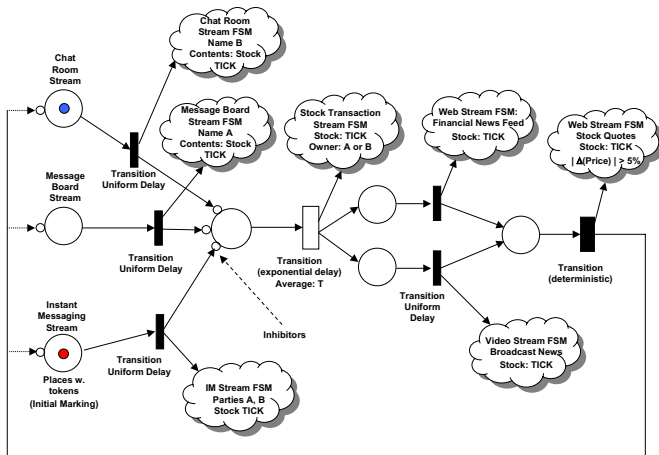 Chat Room
Stream FSM
Name B
Contents: Stock
TICK
Chat
Room
Stream
Message Board
Stream FSM
Name A
Contents: Stock
TICK
Stock Transaction
Stream FSM
Stock: TICK
Owner: A or B
Web Stream FSM:
Financial News Feed
Stock: TICK
Web Stream FSM
Stock Quotes
Stock: TICK
| Δ(Price) | > 5%
Transition
Uniform Delay
Message
Board
Stream
Transition
Uniform Delay
Transition
(exponential delay)
Average: T
Transition
Uniform
Delay
Transition
(deterministic)
Instant
Messaging
Stream
Inhibitors
Transition
Uniform Delay
Places w.
tokens
(Initial Marking)
IM Stream FSM
Parties A, B
Stock TICK
Video Stream FSM
Broadcast News
Stock: TICK